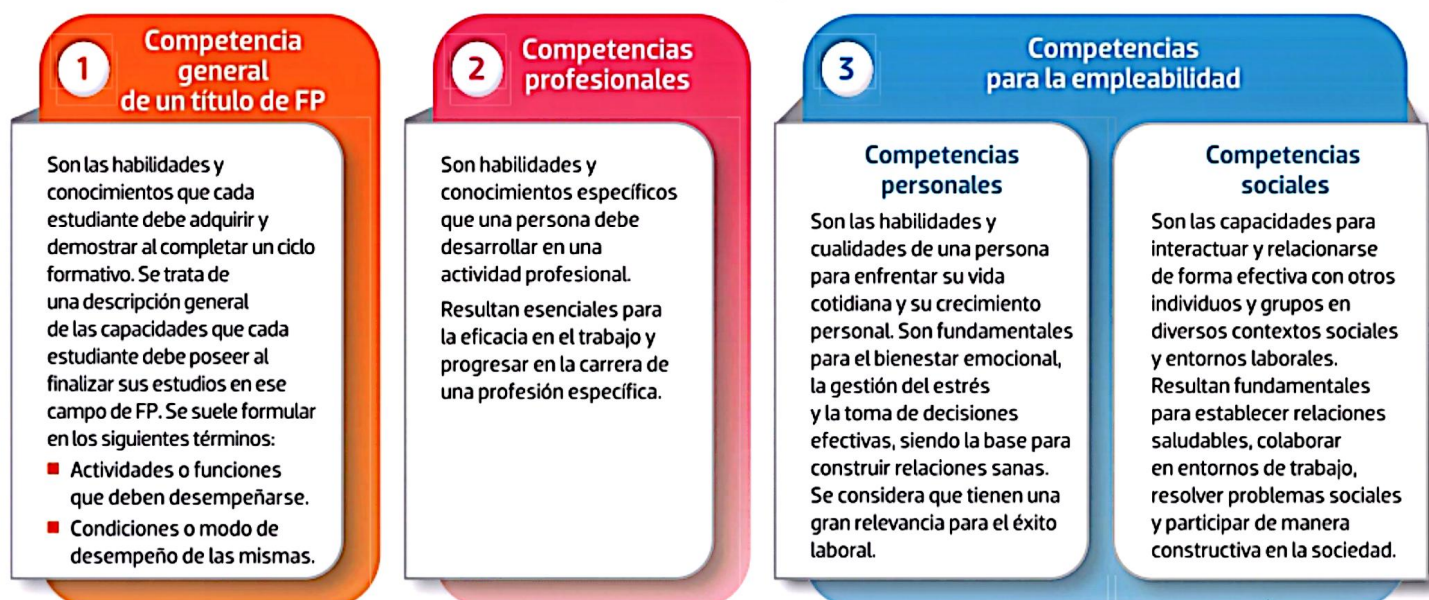 1
Competencia
general
de un título de FP
Son las habilidades y
conocimientos que cada
estudiante debe adquirir y
demostrar al completar un ciclo
formativo. Se trata de
una descripción general
de las capacidades que cada
estudiante debe poseer al
finalizar sus estudios en ese
campo de FP. Se suele formular
en los siguientes términos:
■ Actividades o funciones
que deben desempeñarse.
■ Condiciones o modo de
desempeño de las mismas.
2
Competencias
profesionales
Son habilidades y
conocimientos específicos
que una persona debe
desarrollar en una
actividad profesional.
Resultan esenciales para
la eficacia en el trabajo y
progresar en la carrera de
una profesión específica.
3
Competencias
para la empleabilidad
Competencias
personales
Son las habilidades y
cualidades de una persona
para enfrentar su vida
cotidiana y su crecimiento
personal. Son fundamentales
para el bienestar emocional,
la gestión del estrés
y la toma de decisiones
efectivas, siendo la base para
construir relaciones sanas.
Se considera que tienen una
gran relevancia para el éxito
laboral.
Competencias
sociales
Son las capacidades para
interactuar y relacionarse
de forma efectiva con otros
individuos y grupos en
diversos contextos sociales
y entornos laborales.
Resultan fundamentales
para establecer relaciones
saludables, colaborar
en entornos de trabajo,
resolver problemas sociales
y participar de manera
constructiva en la sociedad.